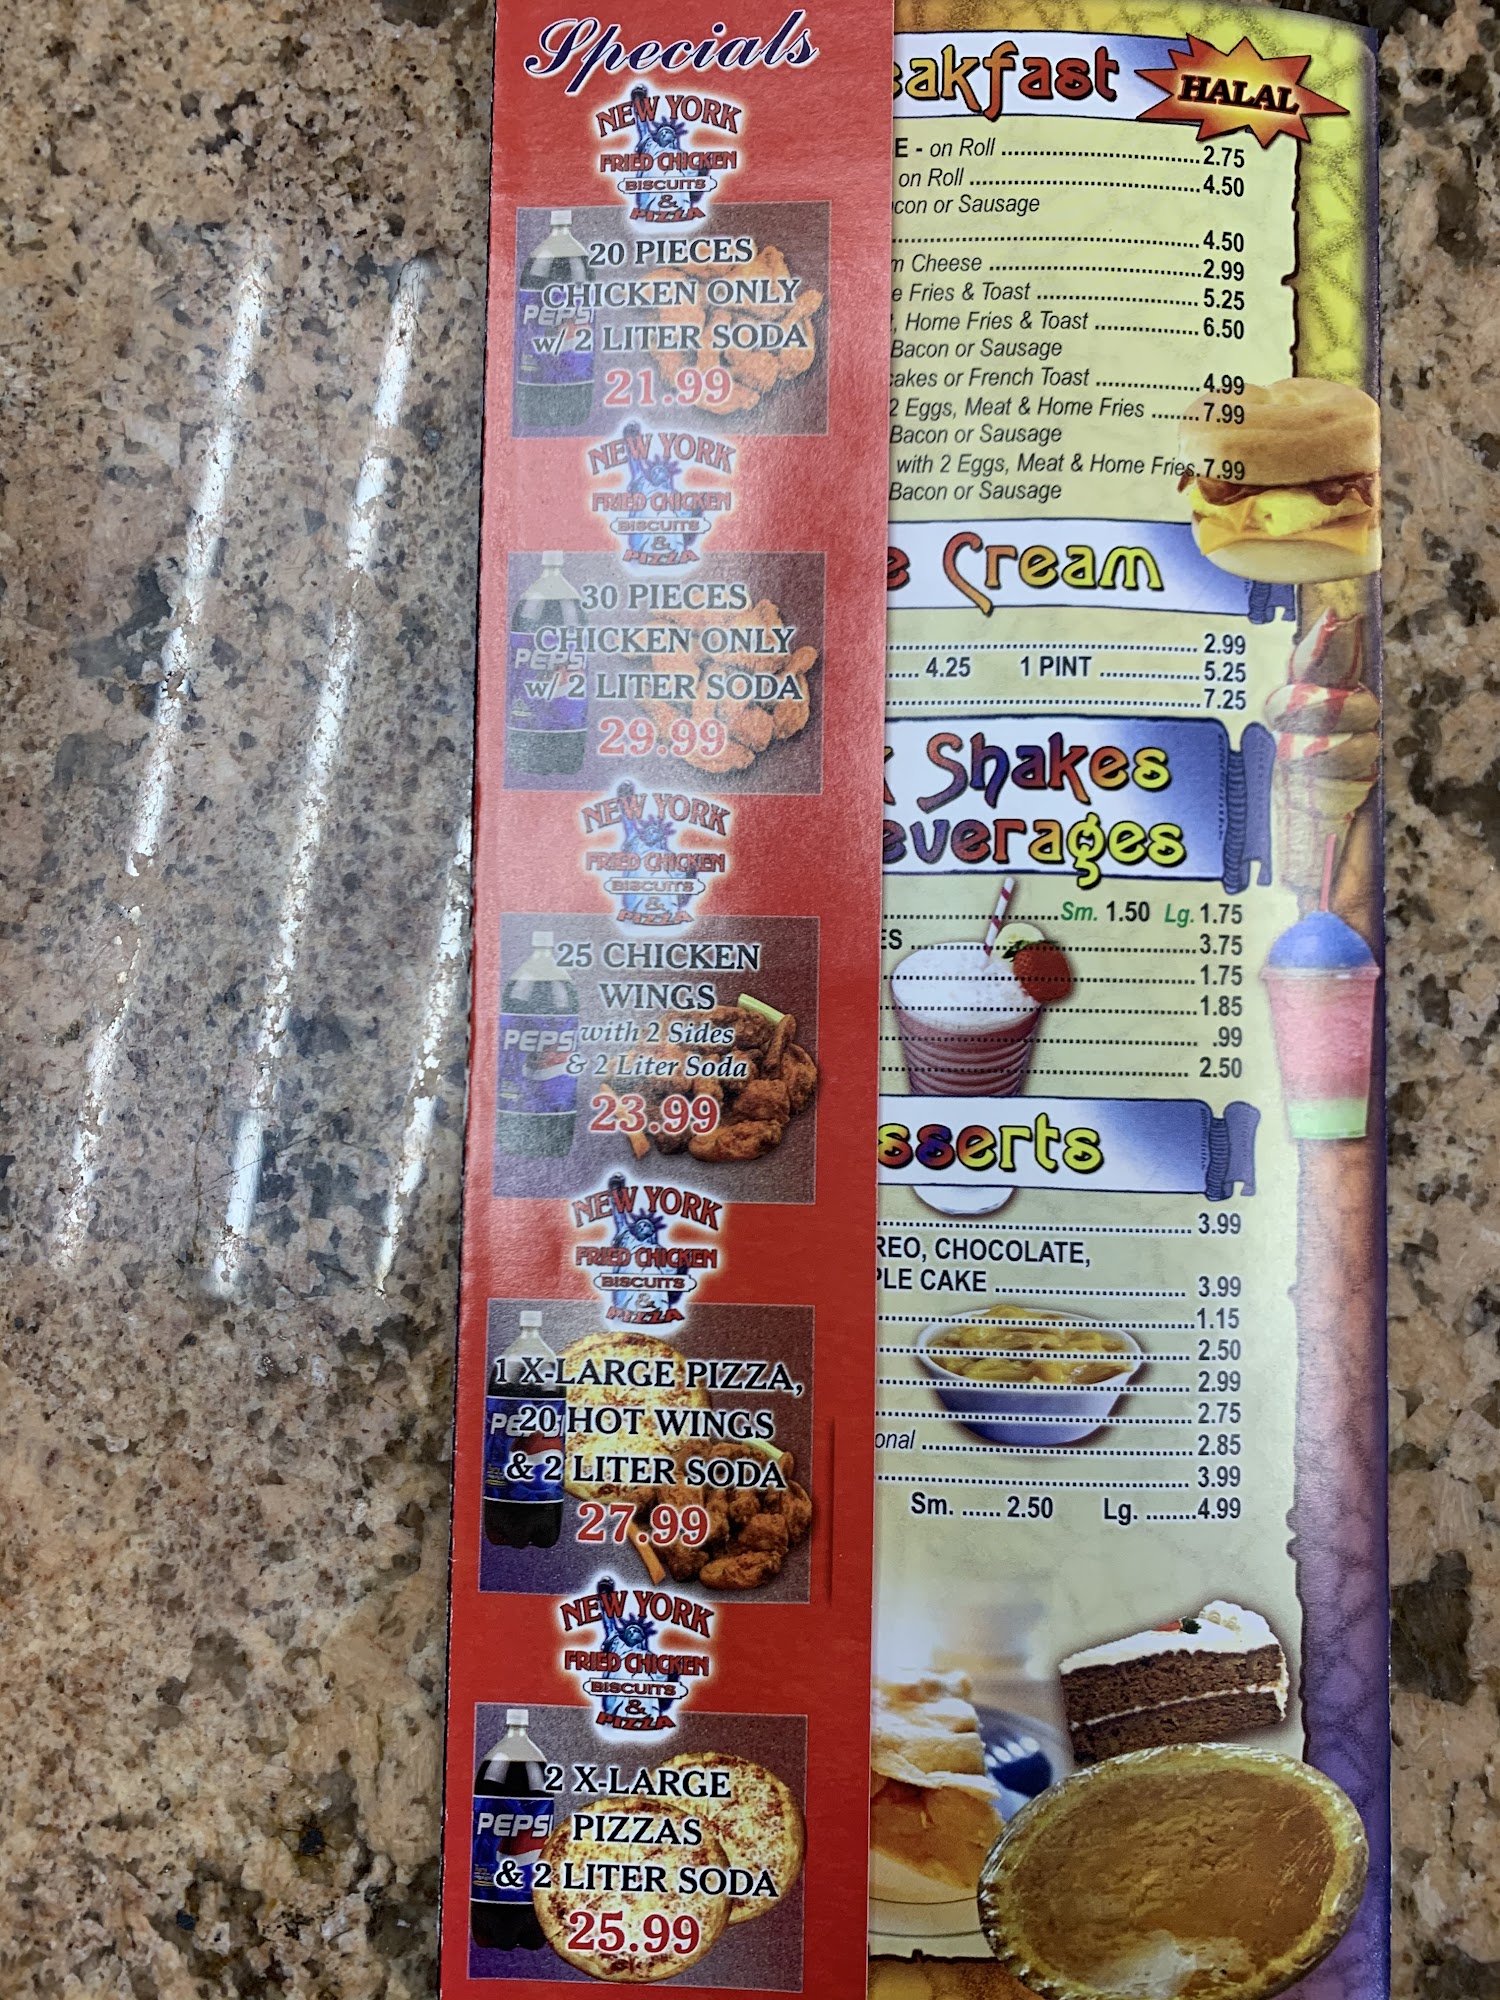 Specials
NEW YORK
FRIED CHICKEN
BISCUITS
&
PIZZA
20 PIECES
CHICKEN ONLY
w/ 2 LITER SODA
21.99
PEPSI
NEW YORK
FRIED CHICKEN
BISCUITS
&
PIZZA
30 PIECES
CHICKEN ONLY
w/ 2 LITER SODA
29.99
PEPSI
NEW YORK
FRIED CHICKEN
BISCUITS
&
PIZZA
25 CHICKEN
WINGS
with 2 Sides
& 2 Liter Soda
23.99
PEPSI
NEW YORK
FRIED CHICKEN
BISCUITS
&
PIZZA
1 X-LARGE PIZZA,
20 HOT WINGS
& 2 LITER SODA
27.99
NEW YORK
FRIED CHICKEN
BISCUITS
&
PIZZA
2 X-LARGE
PIZZAS
& 2 LITER SODA
25.99
PEPSI
eakfast
HALAL
E - on Roll 2.75
on Roll 4.50
con or Sausage
4.50
m Cheese 2.99
e Fries & Toast 5.25
, Home Fries & Toast 6.50
Bacon or Sausage
cakes or French Toast 4.99
2 Eggs, Meat & Home Fries 7.99
Bacon or Sausage
with 2 Eggs, Meat & Home Fries. 7.99
Bacon or Sausage
e Cream
2.99
4.25 1 PINT 5.25
7.25
k Shakes
everages
Sm. 1.50 Lg. 1.75
ES 3.75
1.75
1.85
.99
2.50
sserts
3.99
REO, CHOCOLATE,
PLE CAKE 3.99
1.15
2.50
2.99
2.75
onal 2.85
3.99
Sm. 2.50 Lg. 4.99